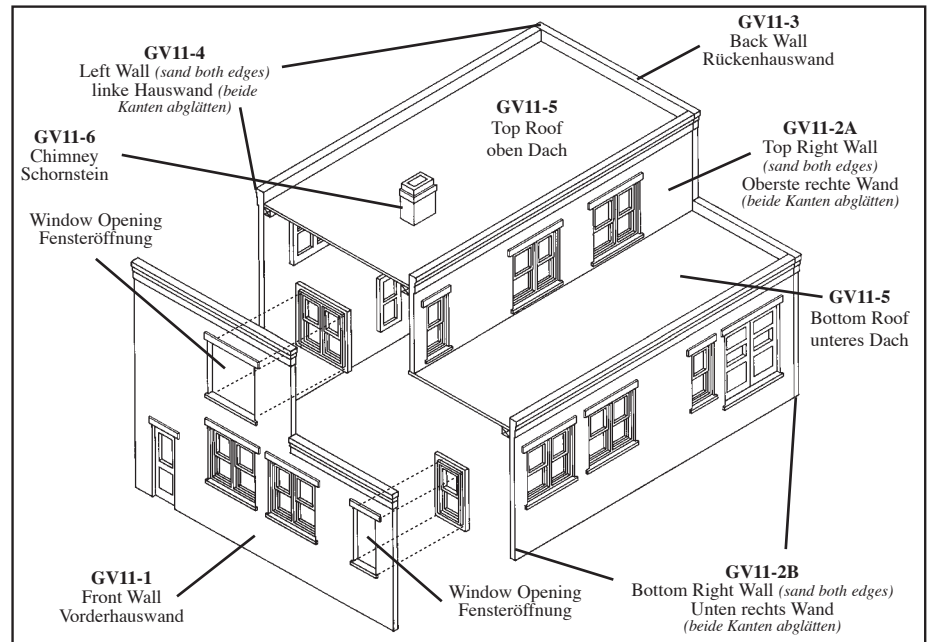 GV11-4
Left Wall (sand both edges)
linke Hauswand (beide
Kanten abglätten)
GV11-3
Back Wall
Rückenhauswand
GV11-5
Top Roof
oben Dach
GV11-6
Chimney
Schornstein
GV11-2A
Top Right Wall
(sand both edges)
Oberste rechte Wand
(beide Kanten abglätten)
Window Opening
Fensteröffnung
GV11-5
Bottom Roof
unteres Dach
GV11-1
Front Wall
Vorderhauswand
Window Opening
Fensteröffnung
GV11-2B
Bottom Right Wall (sand both edges)
Unten rechts Wand
(beide Kanten abglätten)